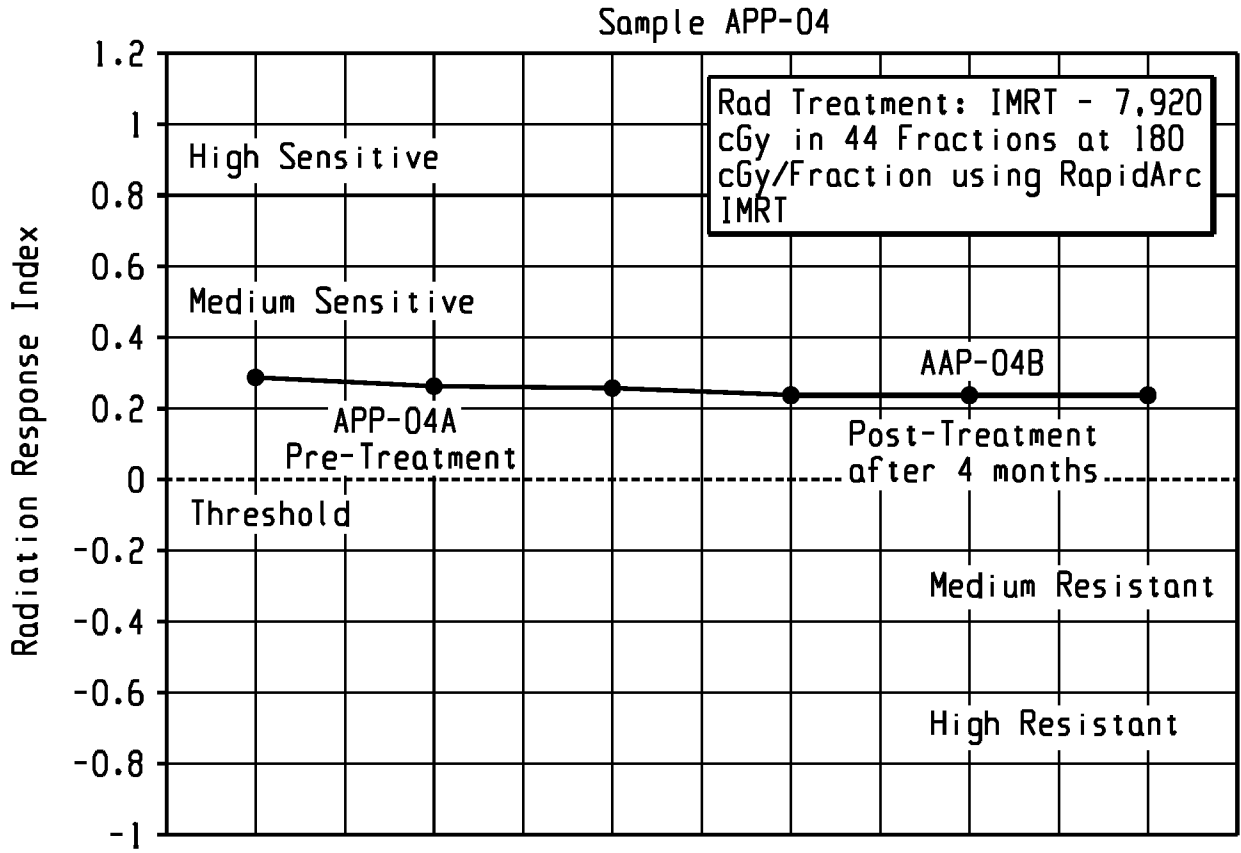 Sample APP-04
1.2
1
0.8
0.6
0.4
0.2
0
-0.2
-0.4
-0.6
-0.8
-1
Radiation Response Index
Rad Treatment: IMRT - 7,920
cGy in 44 Fractions at 180
cGy/Fraction using RapidArc
IMRT
High Sensitive
Medium Sensitive
AAP-04B
APP-04A
Pre-Treatment
Post-Treatment
after 4 months
Threshold
Medium Resistant
High Resistant